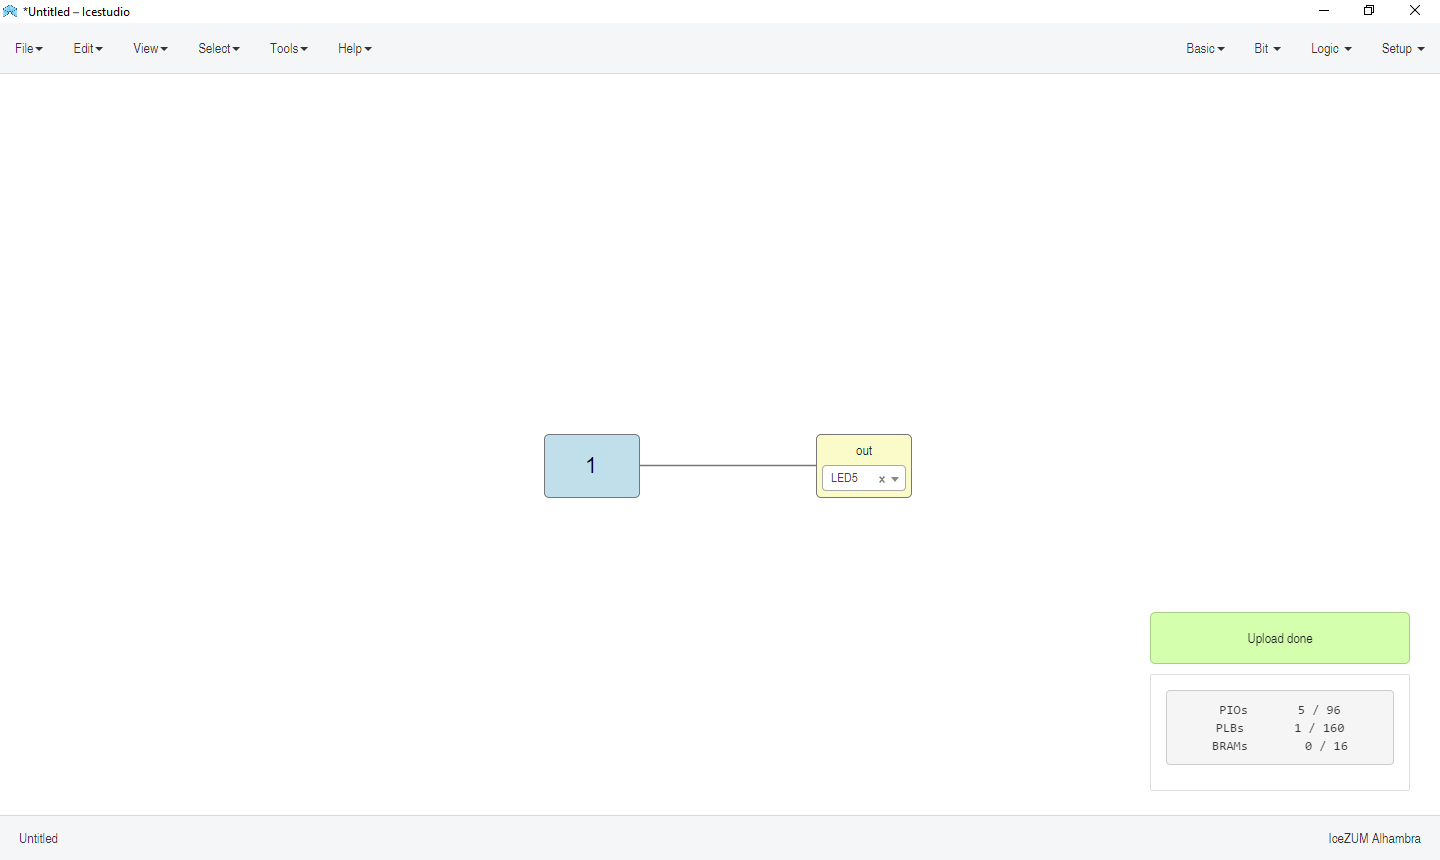 *Untitled – Icestudio
File Edit View Select Tools Help Basic Bit Logic Setup
1
out
LED5 x
Upload done
PIOs 5 / 96
PLBs 1 / 160
BRAMs 0 / 16
Untitled IceZUM Alhambra